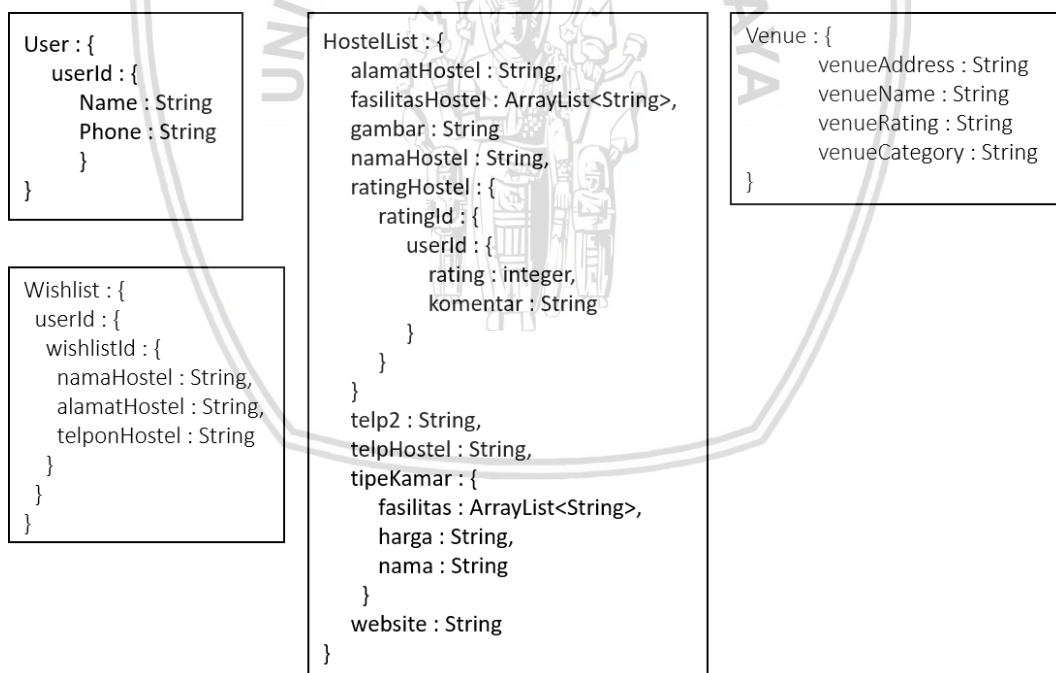 User : {
userId : {
Name : String
Phone : String
}
}
Wishlist : {
userId : {
wishlistId : {
namaHostel : String,
alamatHostel : String,
telponHostel : String
}
}
}
HostelList : {
alamatHostel : String,
fasilitasHostel : ArrayList<String>,
gambar : String
namaHostel : String,
ratingHostel : {
ratingId : {
userId : {
rating : integer,
komentar : String
}
}
}
telp2 : String,
telpHostel : String,
tipeKamar : {
fasilitas : ArrayList<String>,
harga : String,
nama : String
}
website : String
}
Venue : {
venueAddress : String
venueName : String
venueRating : String
venueCategory : String
}
UN
AYA